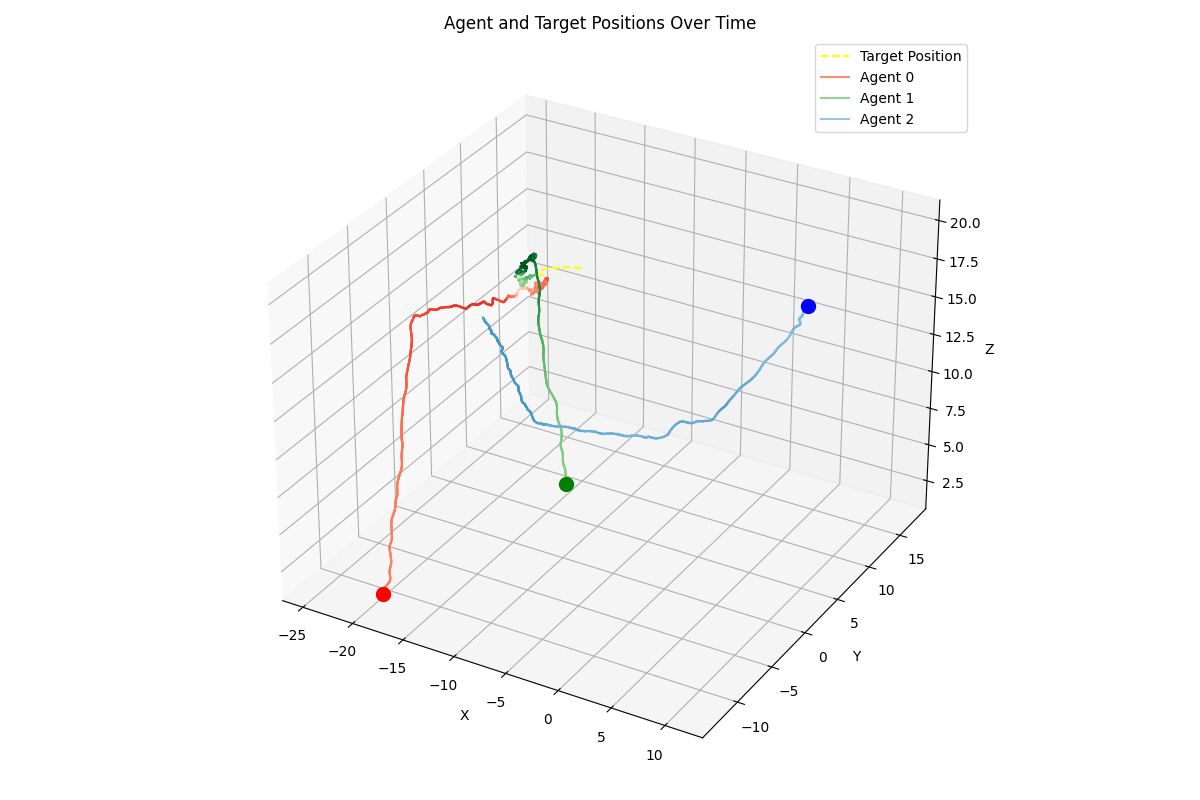 Agent and Target Positions Over Time
Target Position
Agent 0
Agent 1
Agent 2
20.0
17.5
15.0
12.5
10.0
7.5
5.0
2.5
Z
15
10
5
0
−5
−10
Y
−25
−20
−15
−10
−5
0
5
10
X